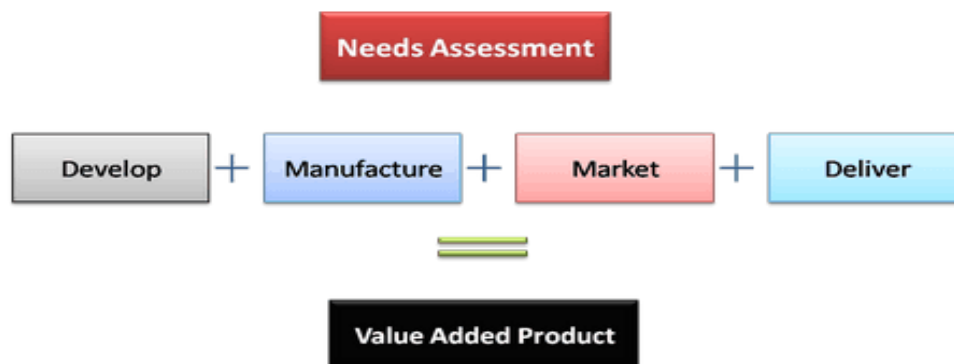 Needs Assessment
Develop + Manufacture + Market + Deliver
=
Value Added Product